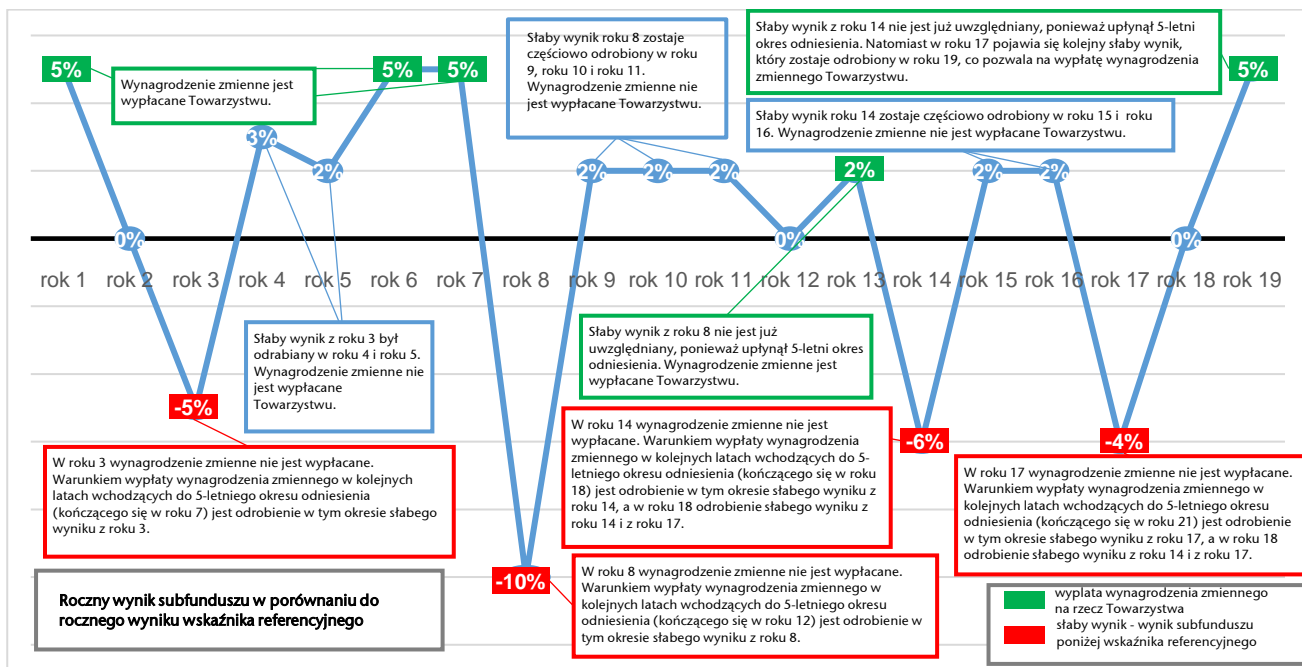 Słaby wynik z roku 14 nie jest już uwzględniany, ponieważ upłynął 5-letni
okres odniesienia. Natomiast w roku 17 pojawia się kolejny słaby wynik,
który zostaje odrobiony w roku 19, co pozwala na wypłatę wynagrodzenia
zmiennego Towarzystwu.
Słaby wynik roku 8 zostaje
częściowo odrobiony w roku
9, roku 10 i roku 11.
Wynagrodzenie zmienne nie
jest wypłacane Towarzystwu.
Wynagrodzenie zmienne jest
wypłacane Towarzystwu.
Słaby wynik roku 14 zostaje częściowo odrobiony w roku 15 i roku
16. Wynagrodzenie zmienne nie jest wypłacane Towarzystwu.
5%
0%
-5%
3%
2%
5%
5%
-10%
2%
2%
2%
0%
2%
-6%
2%
2%
-4%
0%
5%
rok 1
rok 2
rok 3
rok 4
rok 5
rok 6
rok 7
rok 8
rok 9
rok 10
rok 11
rok 12
rok 13
rok 14
rok 15
rok 16
rok 17
rok 18
rok 19
Słaby wynik z roku 3 był
odrabiany w roku 4 i roku 5.
Wynagrodzenie zmienne nie
jest wypłacane
Towarzystwu.
Słaby wynik z roku 8 nie jest już
uwzględniany, ponieważ upłynął 5-letni okres
odniesienia. Wynagrodzenie zmienne jest
wypłacane Towarzystwu.
W roku 3 wynagrodzenie zmienne nie jest wypłacane.
Warunkiem wypłaty wynagrodzenia zmiennego w kolejnych
latach wchodzących do 5-letniego okresu odniesienia
(kończącego się w roku 7) jest odrobienie w tym okresie słabego
wyniku z roku 3.
W roku 14 wynagrodzenie zmienne nie jest
wypłacane. Warunkiem wypłaty wynagrodzenia
zmiennego w kolejnych latach wchodzących do 5-
letniego okresu odniesienia (kończącego się w roku
18) jest odrobienie w tym okresie słabego wyniku z
roku 14, a w roku 18 odrobienie słabego wyniku z
roku 14 i z roku 17.
W roku 17 wynagrodzenie zmienne nie jest wypłacane.
Warunkiem wypłaty wynagrodzenia zmiennego w
kolejnych latach wchodzących do 5-letniego okresu
odniesienia (kończącego się w roku 21) jest odrobienie
w tym okresie słabego wyniku z roku 17, a w roku 18
odrobienie słabego wyniku z roku 14 i z roku 17.
W roku 8 wynagrodzenie zmienne nie jest wypłacane.
Warunkiem wypłaty wynagrodzenia zmiennego w
kolejnych latach wchodzących do 5-letniego okresu
odniesienia (kończącego się w roku 12) jest odrobienie w
tym okresie słabego wyniku z roku 8.
Roczny wynik subfunduszu w porównaniu do
rocznego wyniku wskaźnika referencyjnego
wyplata wynagrodzenia zmiennego
na rzecz Towarzystwa
słaby wynik - wynik subfunduszu
poniżej wskaźnika referencyjnego